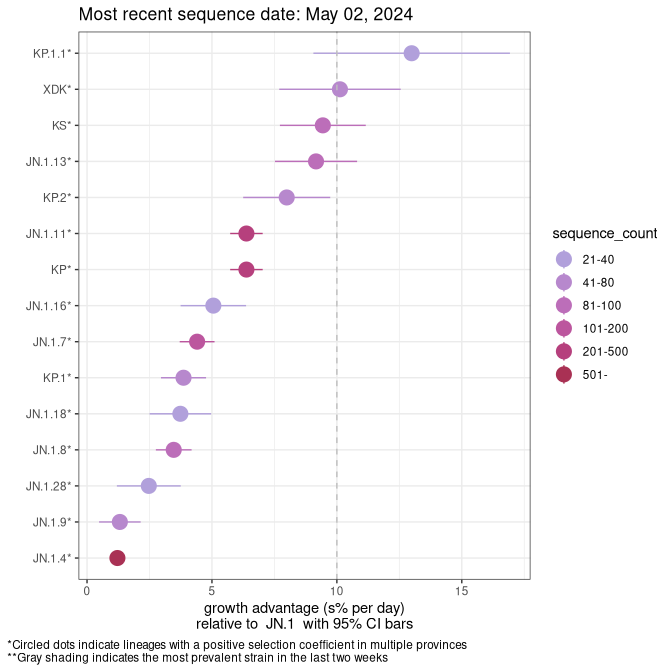 Most recent sequence date: May 02, 2024
KP.1.1*
XDK*
KS*
JN.1.13*
KP.2*
JN.1.11*
KP*
JN.1.16*
JN.1.7*
KP.1*
JN.1.18*
JN.1.8*
JN.1.28*
JN.1.9*
JN.1.4*
0 5 10 15
growth advantage (s% per day)
relative to JN.1 with 95% CI bars
sequence_count
21-40
41-80
81-100
101-200
201-500
501-
*Circled dots indicate lineages with a positive selection coefficient in multiple provinces
**Gray shading indicates the most prevalent strain in the last two weeks